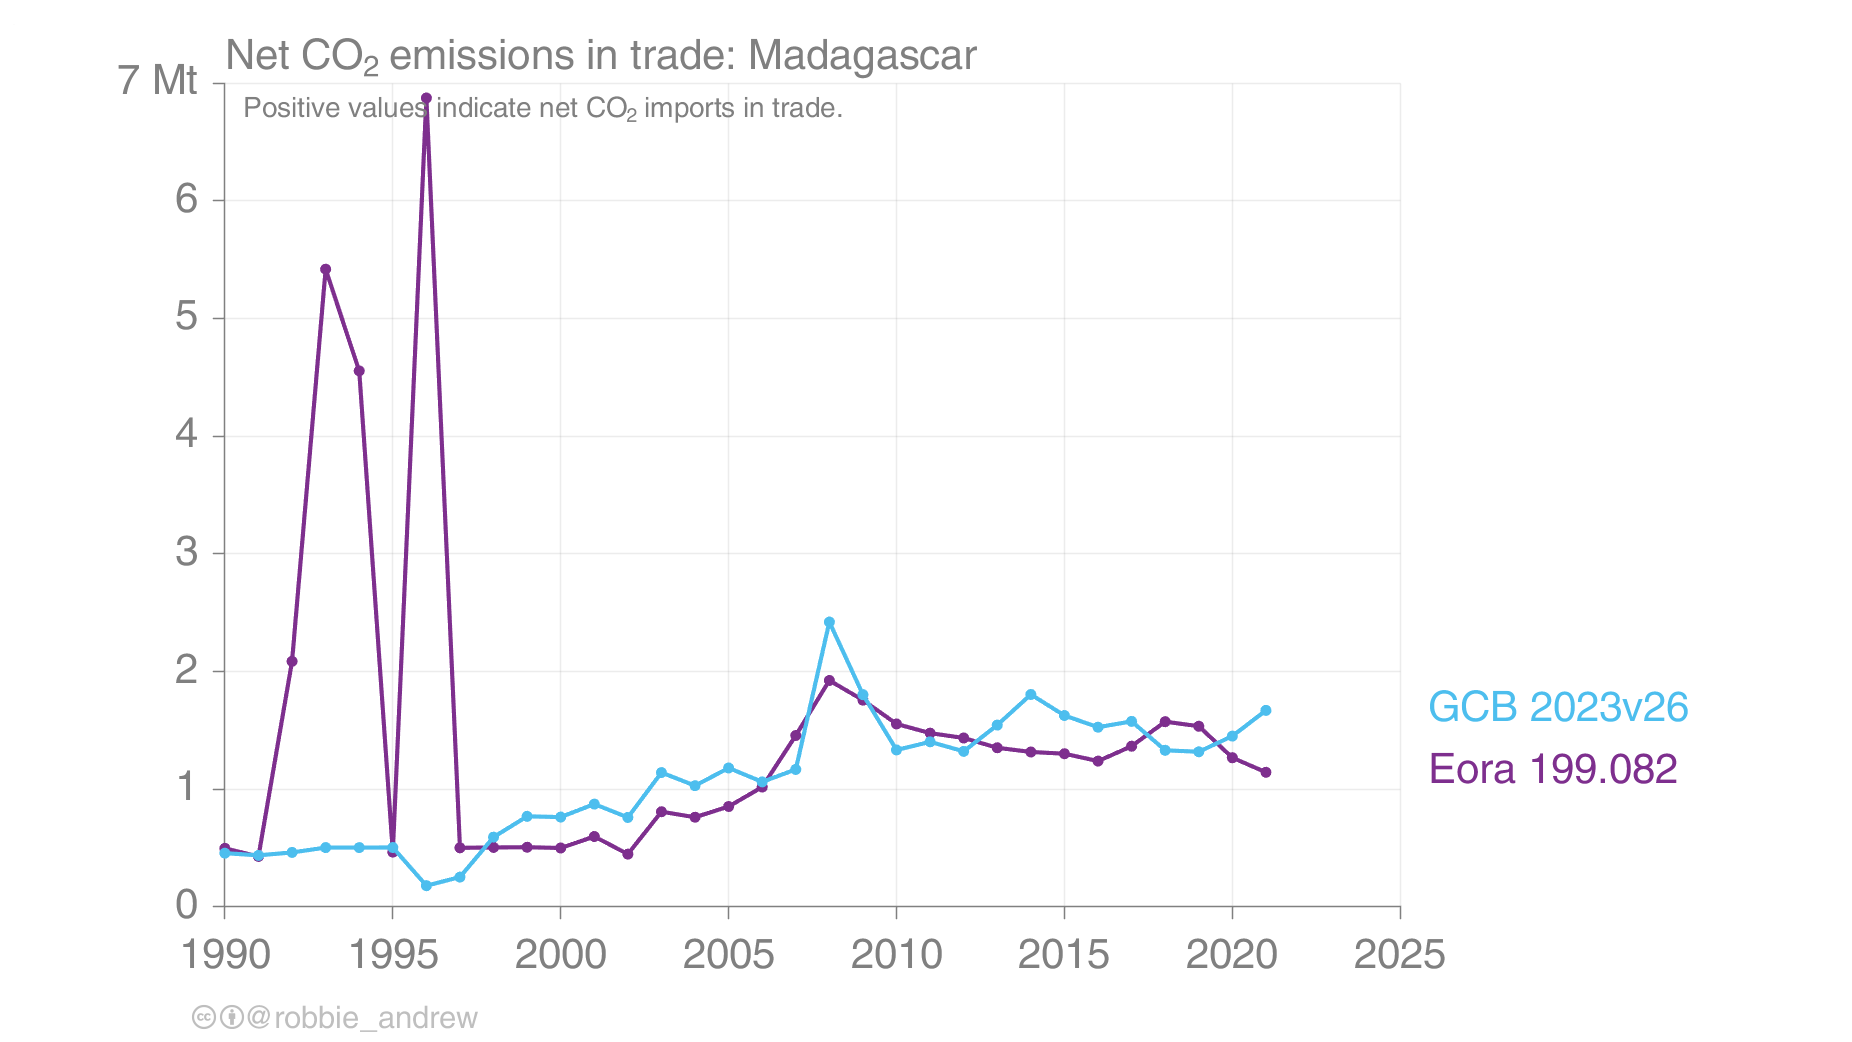 Net CO₂ emissions in trade: Madagascar
7 Mt
Positive values indicate net CO₂ imports in trade.
6
5
4
3
2
1
0
GCB 2023v26
Eora 199.082
1990 1995 2000 2005 2010 2015 2020 2025
cc @robbie_andrew